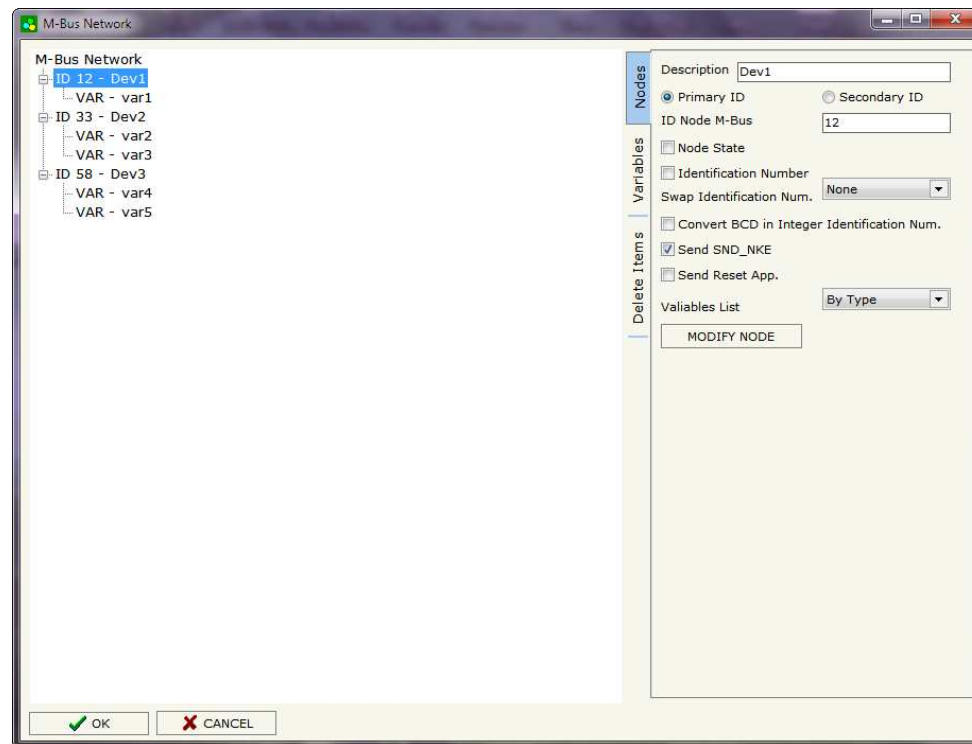 M-Bus Network
M-Bus Network
ID 12 - Dev1
VAR - var1
ID 33 - Dev2
VAR - var2
VAR - var3
ID 58 - Dev3
VAR - var4
VAR - var5
Nodes
Variables
Delete Items
Description Dev1
Primary ID Secondary ID
ID Node M-Bus 12
Node State
Identification Number
Swap Identification Num. None
Convert BCD in Integer Identification Num.
Send SND_NKE
Send Reset App.
Valiables List By Type
MODIFY NODE
OK CANCEL